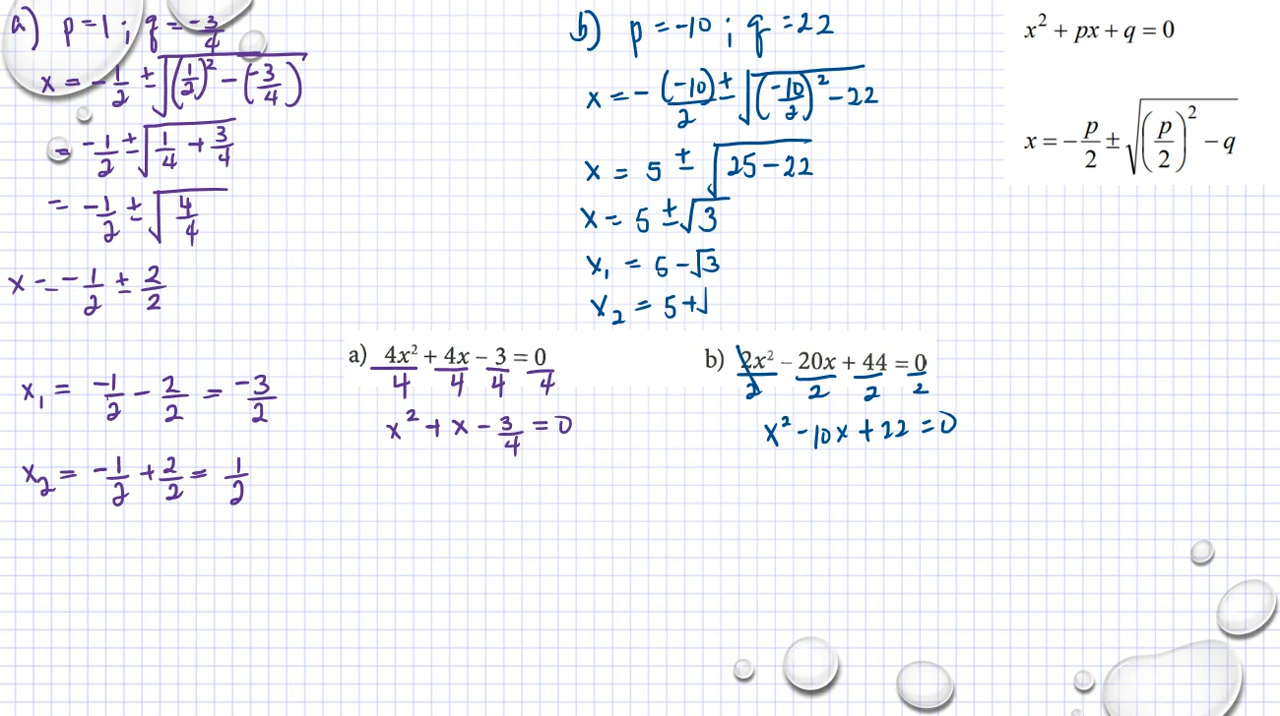 a) p = 1 ; q = -3/4
x = -1/2 ± √((1/2)² - (-3/4))
= -1/2 ± √(1/4 + 3/4)
= -1/2 ± √(4/4)
x = -1/2 ± 2/2
x₁ = -1/2 - 2/2 = -3/2
x₂ = -1/2 + 2/2 = 1/2
b) p = -10 ; q = 22
x = -(-10)/2 ± √((-10/2)² - 22)
x = 5 ± √(25 - 22)
x = 5 ± √3
x₁ = 5 - √3
x₂ = 5 + √
x² + px + q = 0
x = -p/2 ± √((p/2)² - q)
a) 4x² + 4x - 3 = 0
4 4 4 4
x² + x - 3/4 = 0
b) 2x² - 20x + 44 = 0
2 2 2 2
x² - 10x + 22 = 0